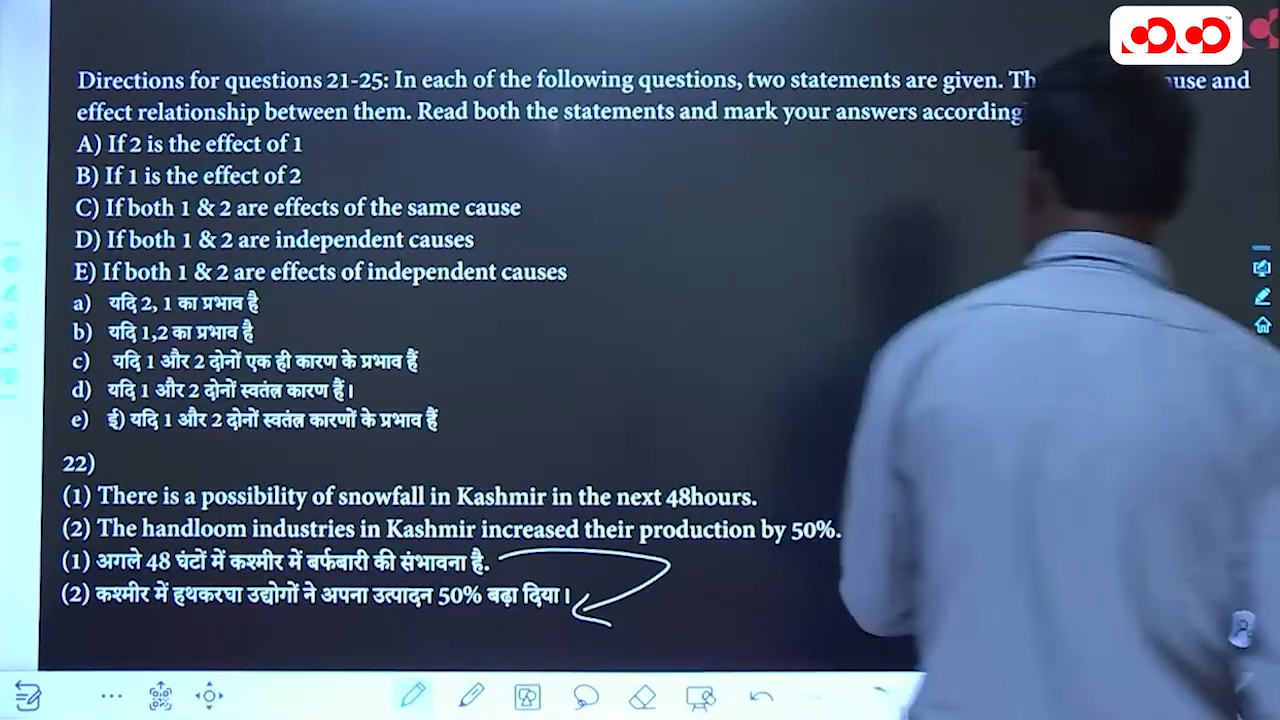 Directions for questions 21-25: In each of the following questions, two statements are given. Th use and
effect relationship between them. Read both the statements and mark your answers accordingl
A) If 2 is the effect of 1
B) If 1 is the effect of 2
C) If both 1 & 2 are effects of the same cause
D) If both 1 & 2 are independent causes
E) If both 1 & 2 are effects of independent causes
a) यदि 2, 1 का प्रभाव है
b) यदि 1,2 का प्रभाव है
c) यदि 1 और 2 दोनों एक ही कारण के प्रभाव हैं
d) यदि 1 और 2 दोनों स्वतंत्र कारण हैं।
e) ई) यदि 1 और 2 दोनों स्वतंत्र कारणों के प्रभाव हैं
22)
(1) There is a possibility of snowfall in Kashmir in the next 48hours.
(2) The handloom industries in Kashmir increased their production by 50%.
(1) अगले 48 घंटों में कश्मीर में बर्फबारी की संभावना है.
(2) कश्मीर में हथकरघा उद्योगों ने अपना उत्पादन 50% बढ़ा दिया।